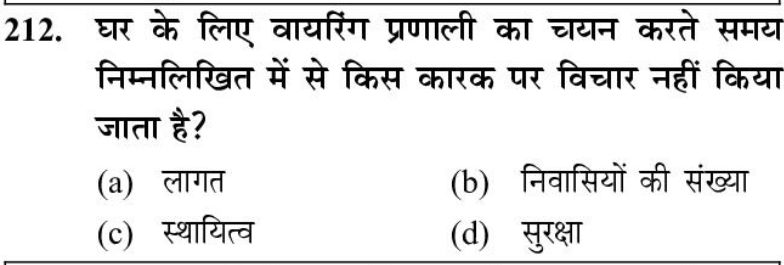 212. घर के लिए वायरिंग प्रणाली का चयन करते समय
निम्नलिखित में से किस कारक पर विचार नहीं किया
जाता है?
(a) लागत (b) निवासियों की संख्या
(c) स्थायित्व (d) सुरक्षा